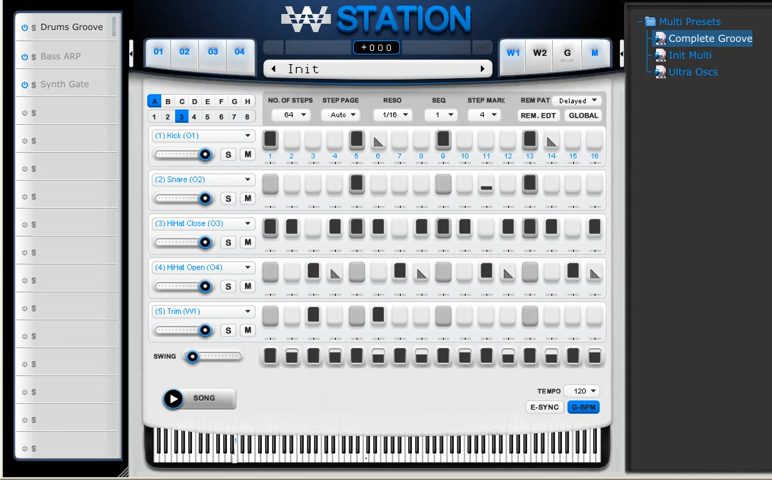 STATION
Drums Groove
Bass ARP
Synth Gate
01 02 03 04
+000
Init
W1 W2 G M
Multi Presets
Complete Groove
Init Multi
Ultra Oscs
A B C D E F G H
1 2 3 4 5 6 7 8
NO. OF STEPS STEP PAGE RESO SEQ STEP MARK REM PAT Delayed
64 Auto 1/16 1 4 REM. EDT GLOBAL
(1) Kick (O1)
S M
1 2 3 4 5 6 7 8 9 10 11 12 13 14 15 16
(2) Snare (O2)
S M
(3) HiHat Close (O3)
S M
(4) HiHat Open (O4)
S M
(5) Trim (W1)
S M
SWING
SONG
TEMPO 120
E-SYNC G-BPM